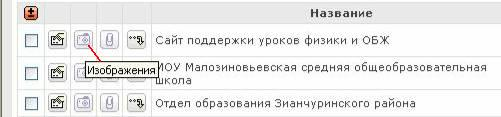 Название
Сайт поддержки уроков физики и ОБЖ
Изображения
МОУ Малозиновьевская средняя общеобразовательная
школа
Отдел образования Зианчуринского района